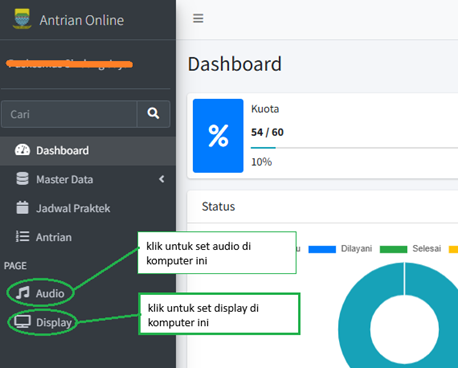 Antrian Online
Dashboard
Kuota
54 / 60
10%
Cari
Dashboard
Master Data
Jadwal Praktek
Antrian
Status
Dilayani
Selesai
PAGE
Audio
Display
klik untuk set audio di
komputer ini
klik untuk set display di
komputer ini